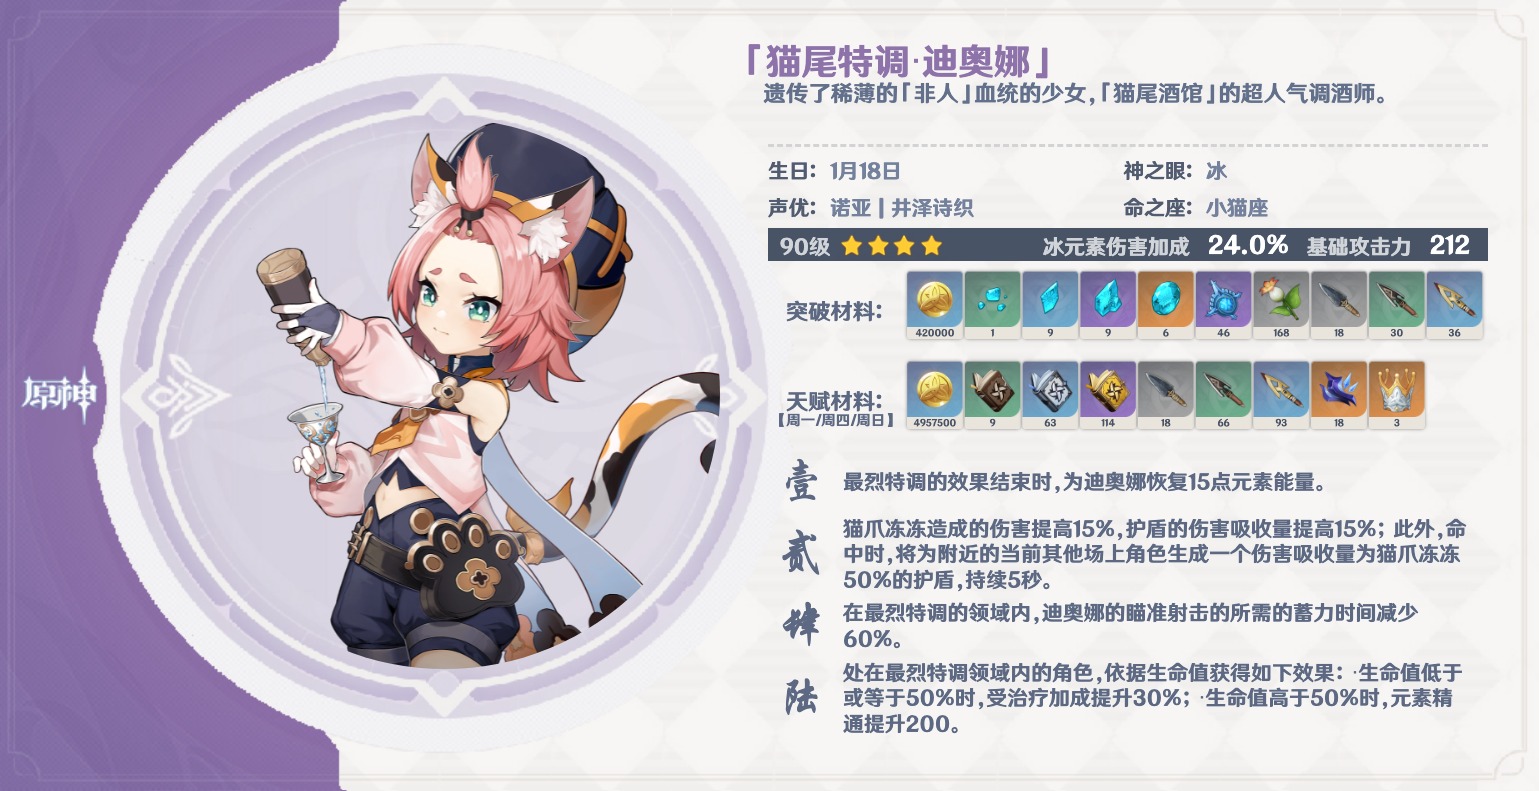 原神
「猫尾特调·迪奥娜」
遗传了稀薄的「非人」血统的少女，「猫尾酒馆」的超人气调酒师。
生日： 1月18日 神之眼： 冰
声优： 诺亚 | 井泽诗织 命之座： 小猫座
90级 冰元素伤害加成 24.0% 基础攻击力 212
突破材料：
420000 1 9 9 6 46 168 18 30 36
天赋材料：
【周一/周四/周日】
4957500 9 63 114 18 66 93 18 3
壹 最烈特调的效果结束时，为迪奥娜恢复15点元素能量。
贰 猫爪冻冻造成的伤害提高15%，护盾的伤害吸收量提高15%；此外，命
中时，将为附近的当前其他场上角色生成一个伤害吸收量为猫爪冻冻
50%的护盾，持续5秒。
肆 在最烈特调的领域内，迪奥娜的瞄准射击的所需的蓄力时间减少
60%。
陆 处在最烈特调领域内的角色，依据生命值获得如下效果：·生命值低于
或等于50%时，受治疗加成提升30%；·生命值高于50%时，元素精
通提升200。